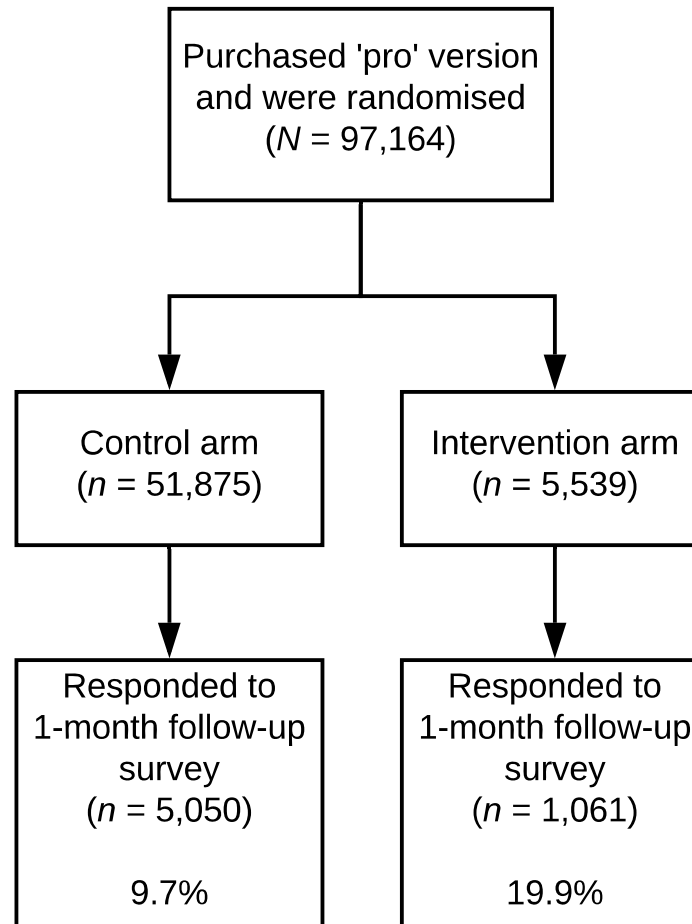 Purchased 'pro' version
and were randomised
(N = 97,164)
Control arm
(n = 51,875)
Intervention arm
(n = 5,539)
Responded to
1-month follow-up
survey
(n = 5,050)
9.7%
Responded to
1-month follow-up
survey
(n = 1,061)
19.9%